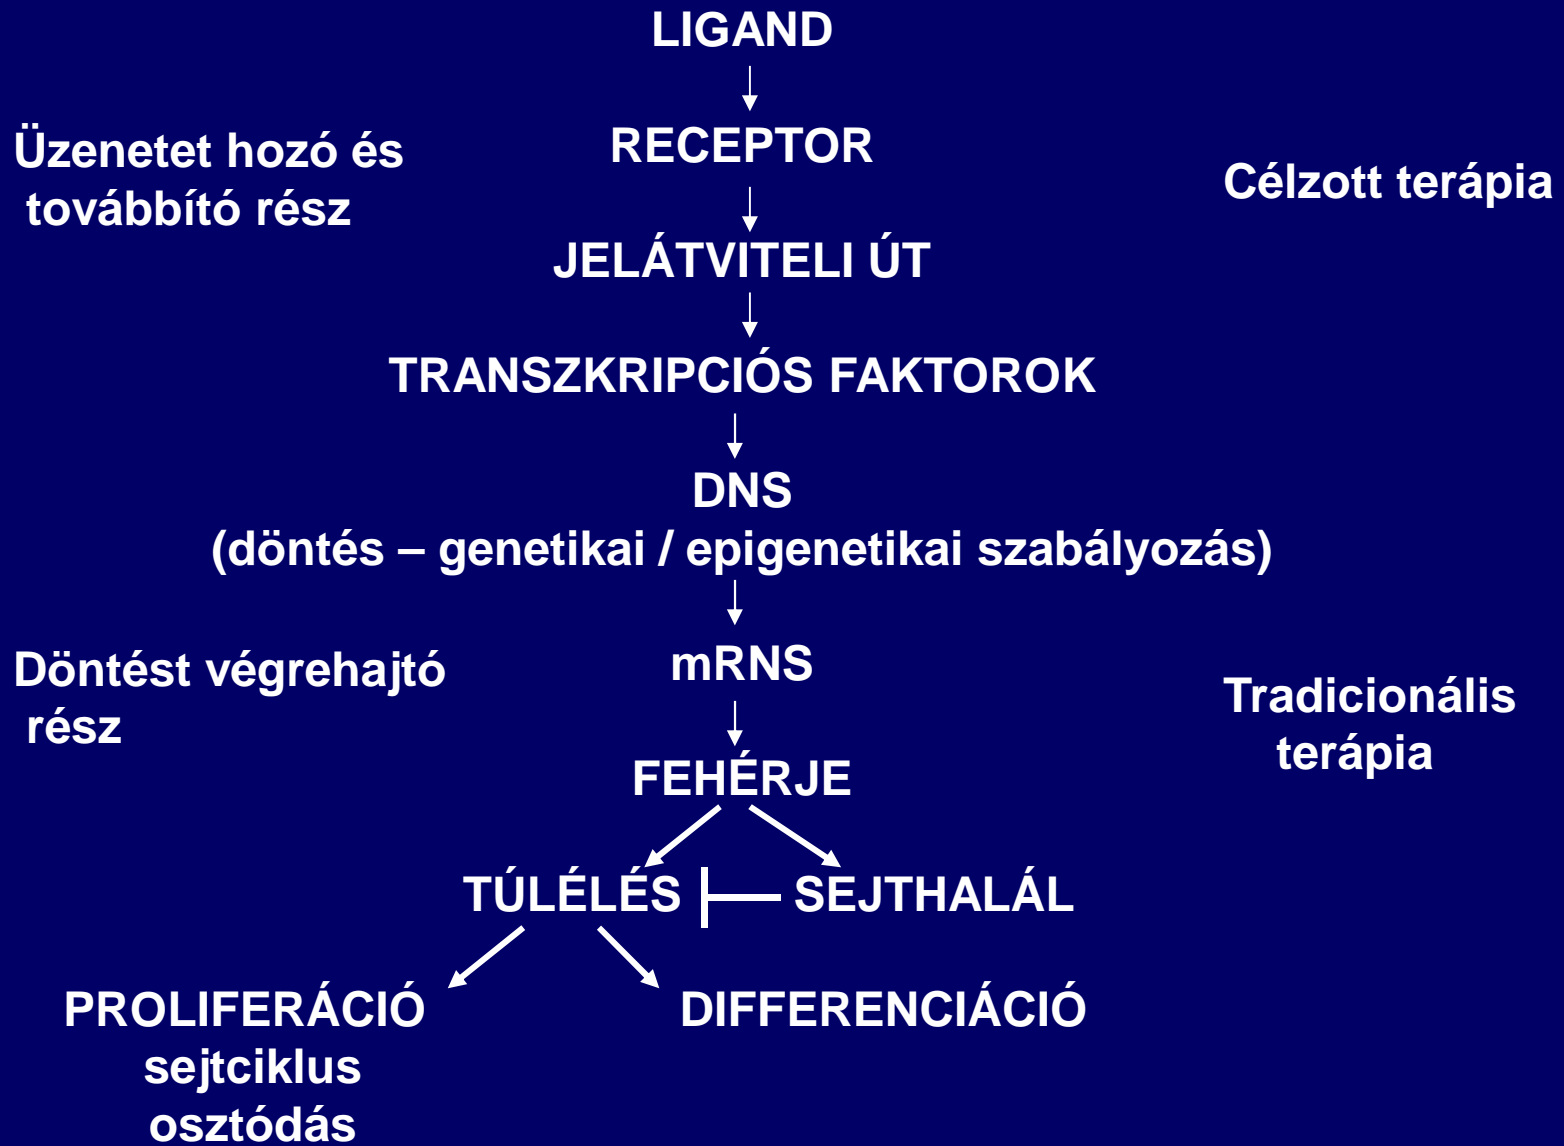 LIGAND
Üzenetet hozó és
továbbító rész
RECEPTOR
Célzott terápia
JELÁTVITELI ÚT
TRANSZKRIPCIÓS FAKTOROK
DNS
(döntés – genetikai / epigenetikai szabályozás)
Döntést végrehajtó
rész
mRNS
Tradicionális
terápia
FEHÉRJE
TÚLÉLÉS
SEJTHALÁL
PROLIFERÁCIÓ
sejtciklus
osztódás
DIFFERENCIÁCIÓ